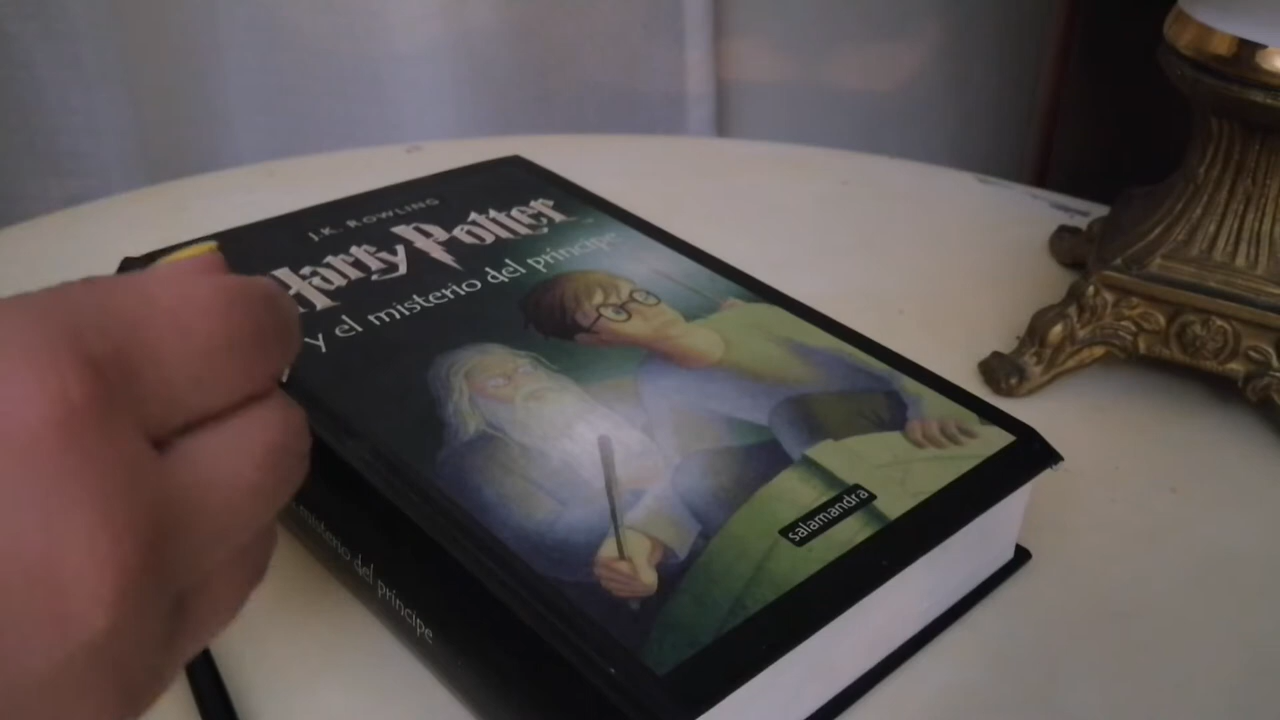 J.K. ROWLING
Harry Potter
y el misterio del príncipe
salamandra
misterio del príncipe